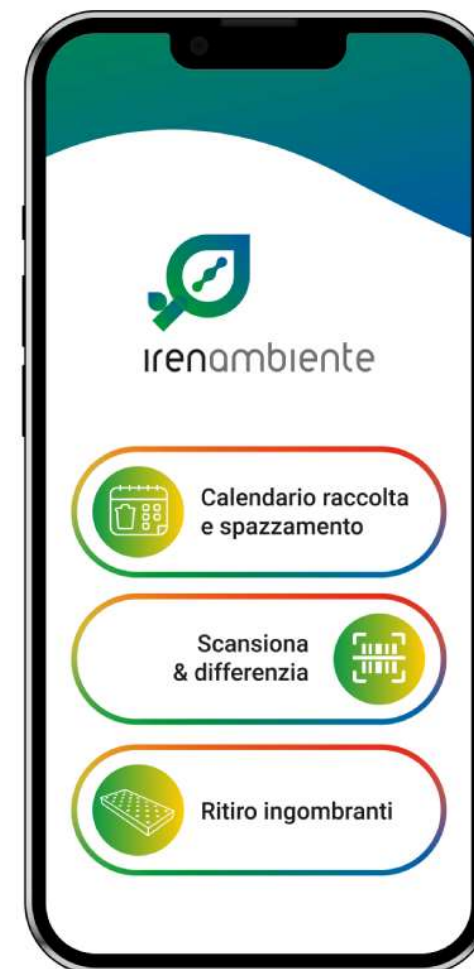 irenambiente
Calendario raccolta
e spazzamento
Scansiona
& differenzia
Ritiro ingombranti